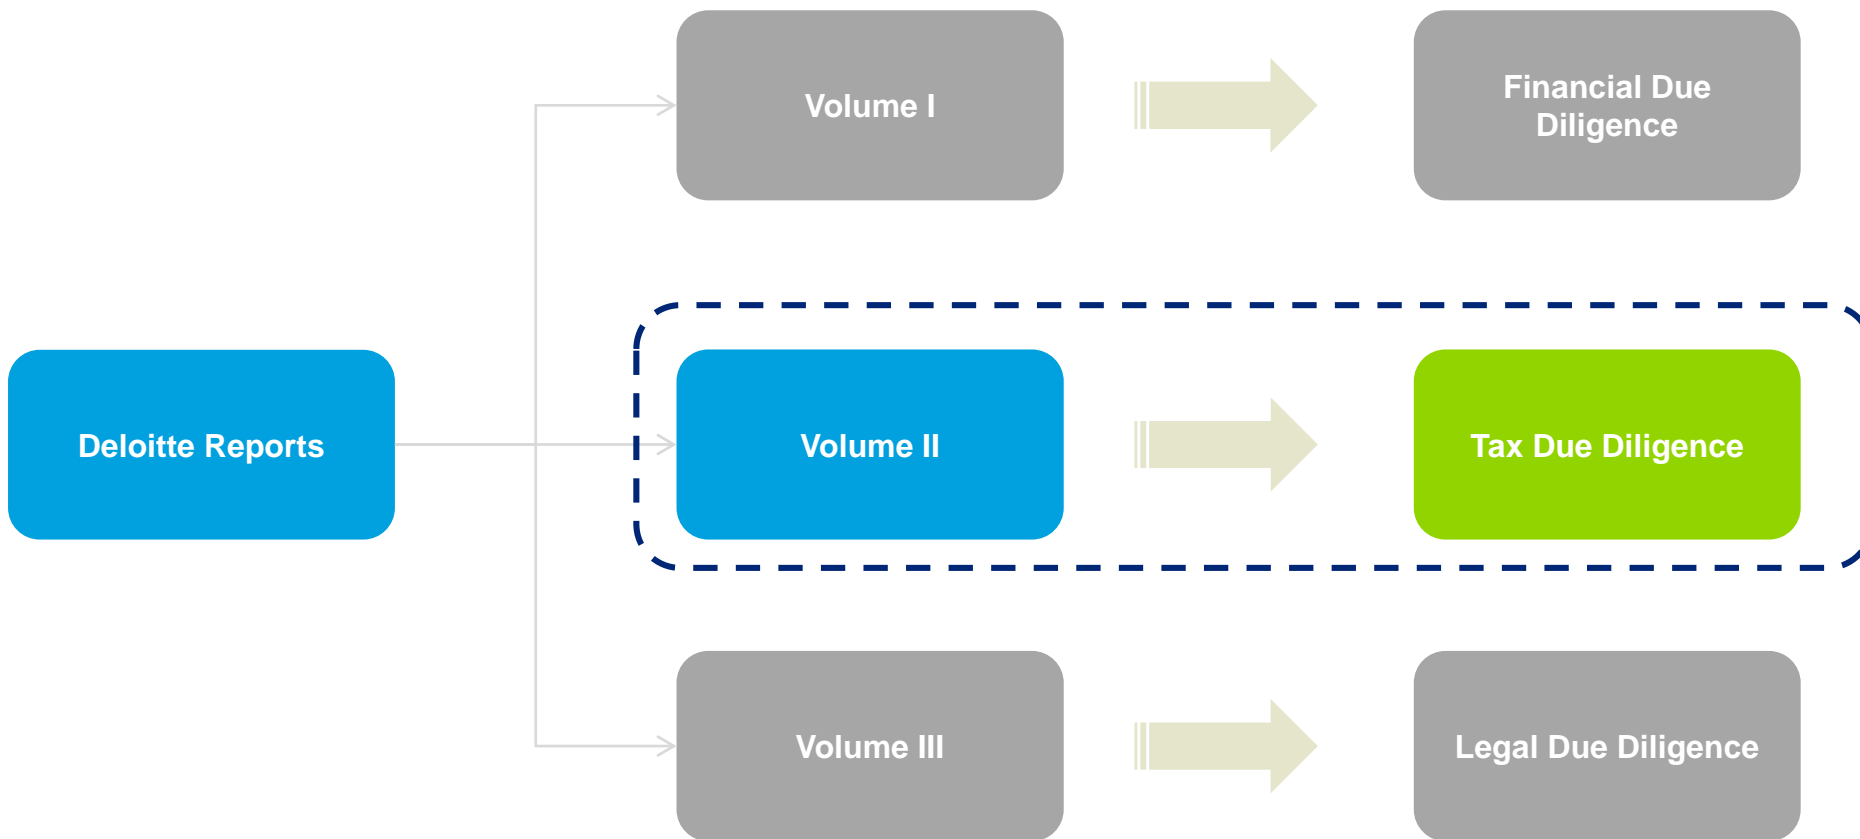 Volume I
Financial Due
Diligence
Deloitte Reports
Volume II
Tax Due Diligence
Volume III
Legal Due Diligence